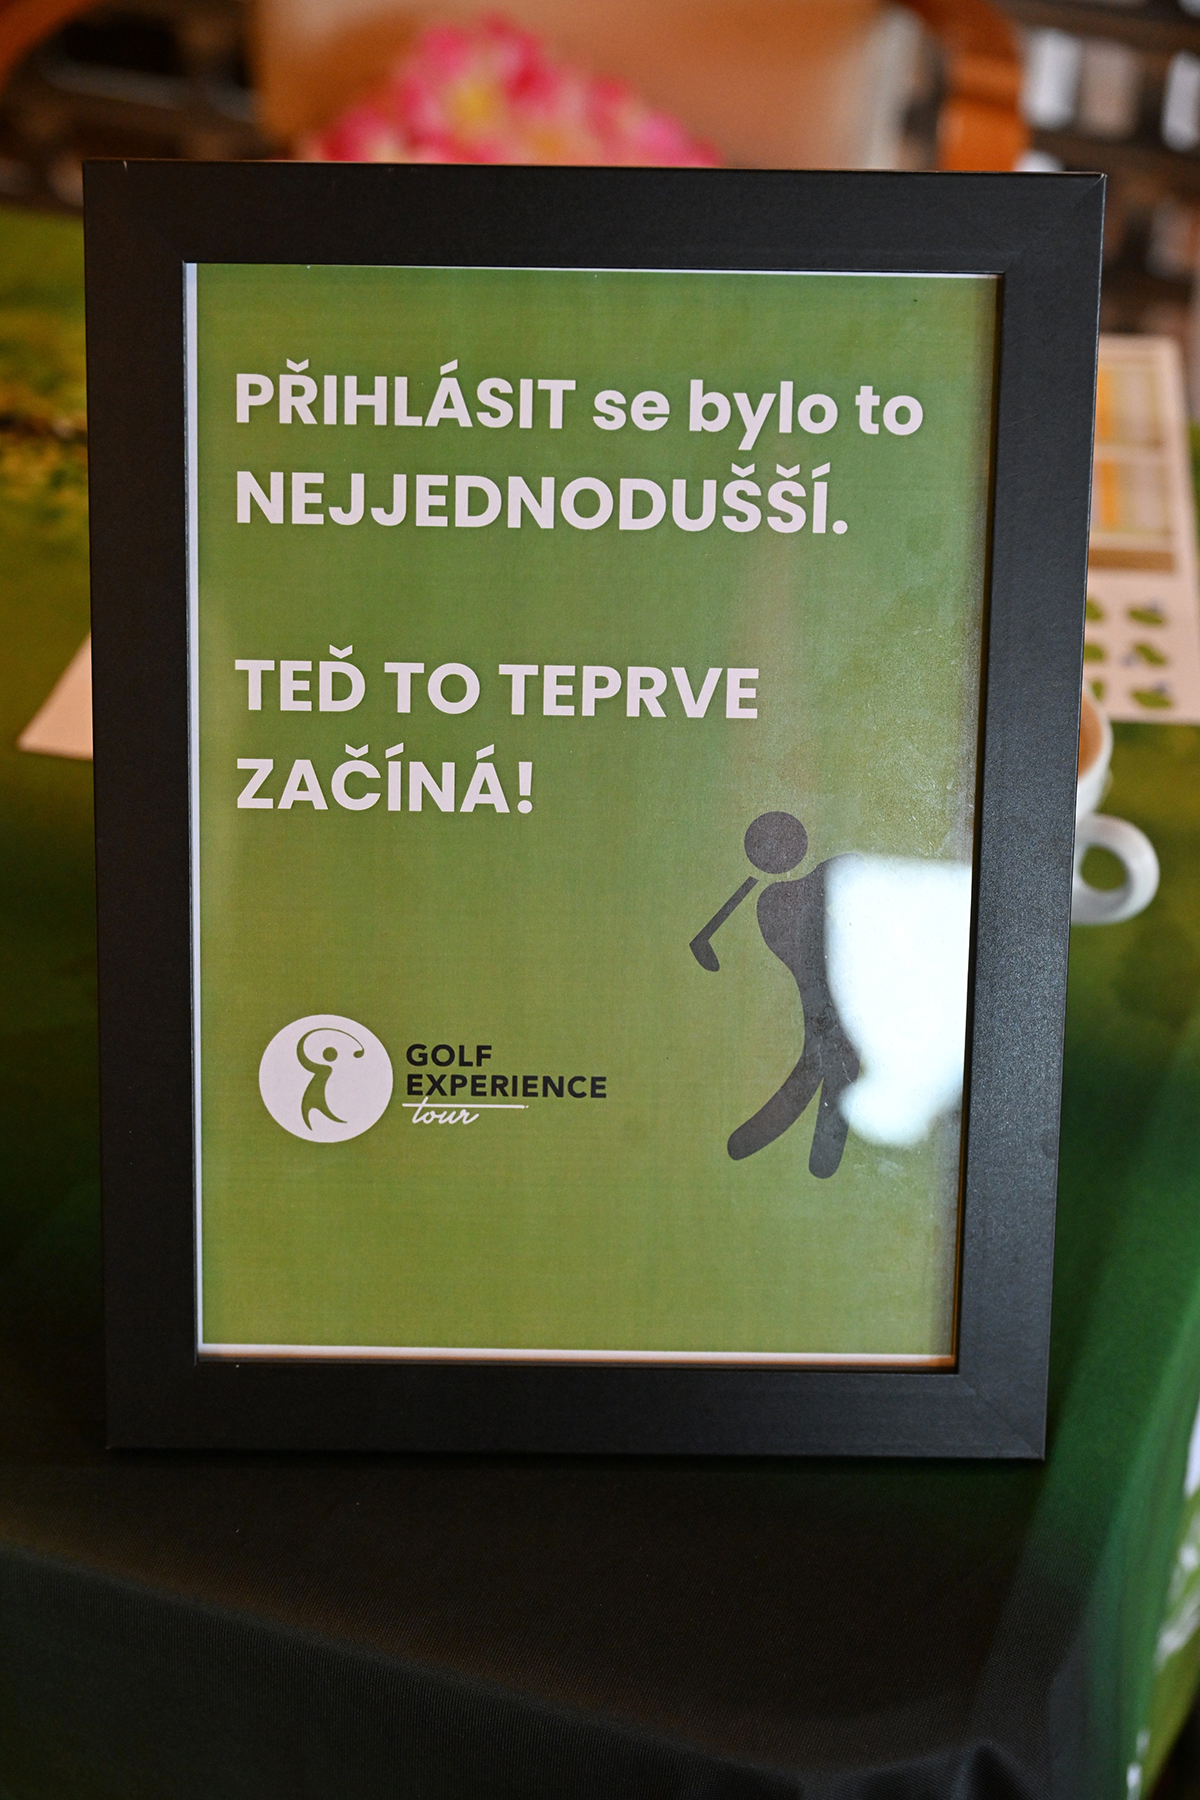 PŘIHLÁSIT se bylo to
NEJJEDNODUŠŠÍ.
TEĎ TO TEPRVE
ZAČÍNÁ!
GOLF
EXPERIENCE
tour